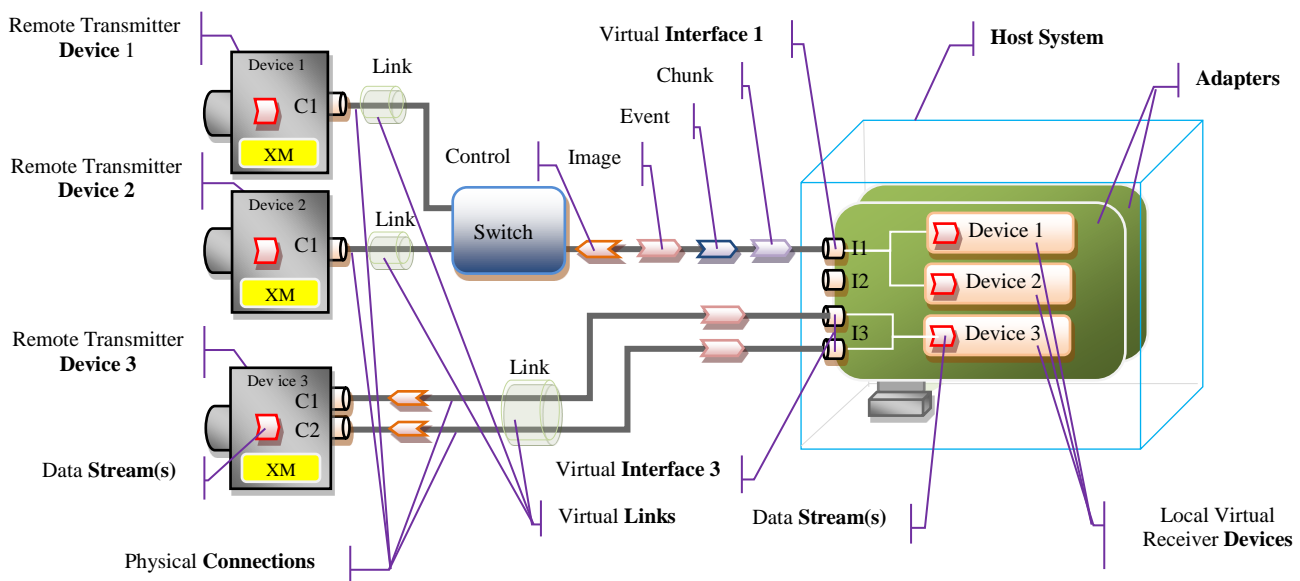 Remote Transmitter
Device 1
Device 1
C1
XM
Link
Remote Transmitter
Device 2
Device 2
C1
XM
Link
Switch
Control
Image
Event
Chunk
Virtual Interface 1
Host System
Adapters
I1
I2
I3
Device 1
Device 2
Device 3
Remote Transmitter
Device 3
Dev ice 3
C1
C2
XM
Link
Data Stream(s)
Physical Connections
Virtual Links
Virtual Interface 3
Data Stream(s)
Local Virtual
Receiver Devices